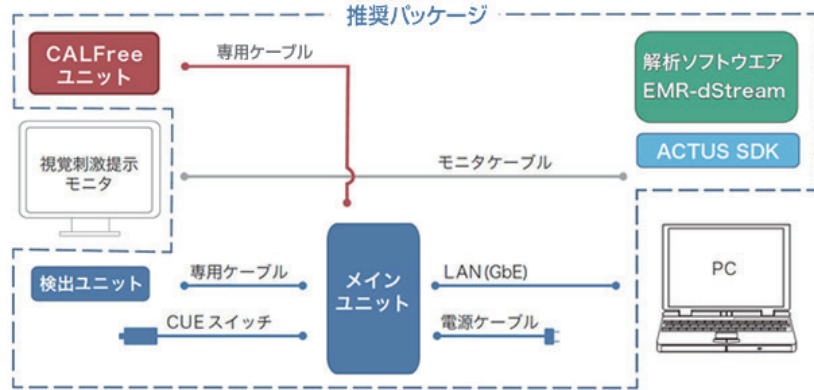 推奨パッケージ
CALFree
ユニット
専用ケーブル
解析ソフトウエア
EMR-dStream
ACTUS SDK
視覚刺激提示
モニタ
モニタケーブル
検出ユニット
専用ケーブル
メイン
ユニット
LAN(GbE)
PC
CUEスイッチ
電源ケーブル